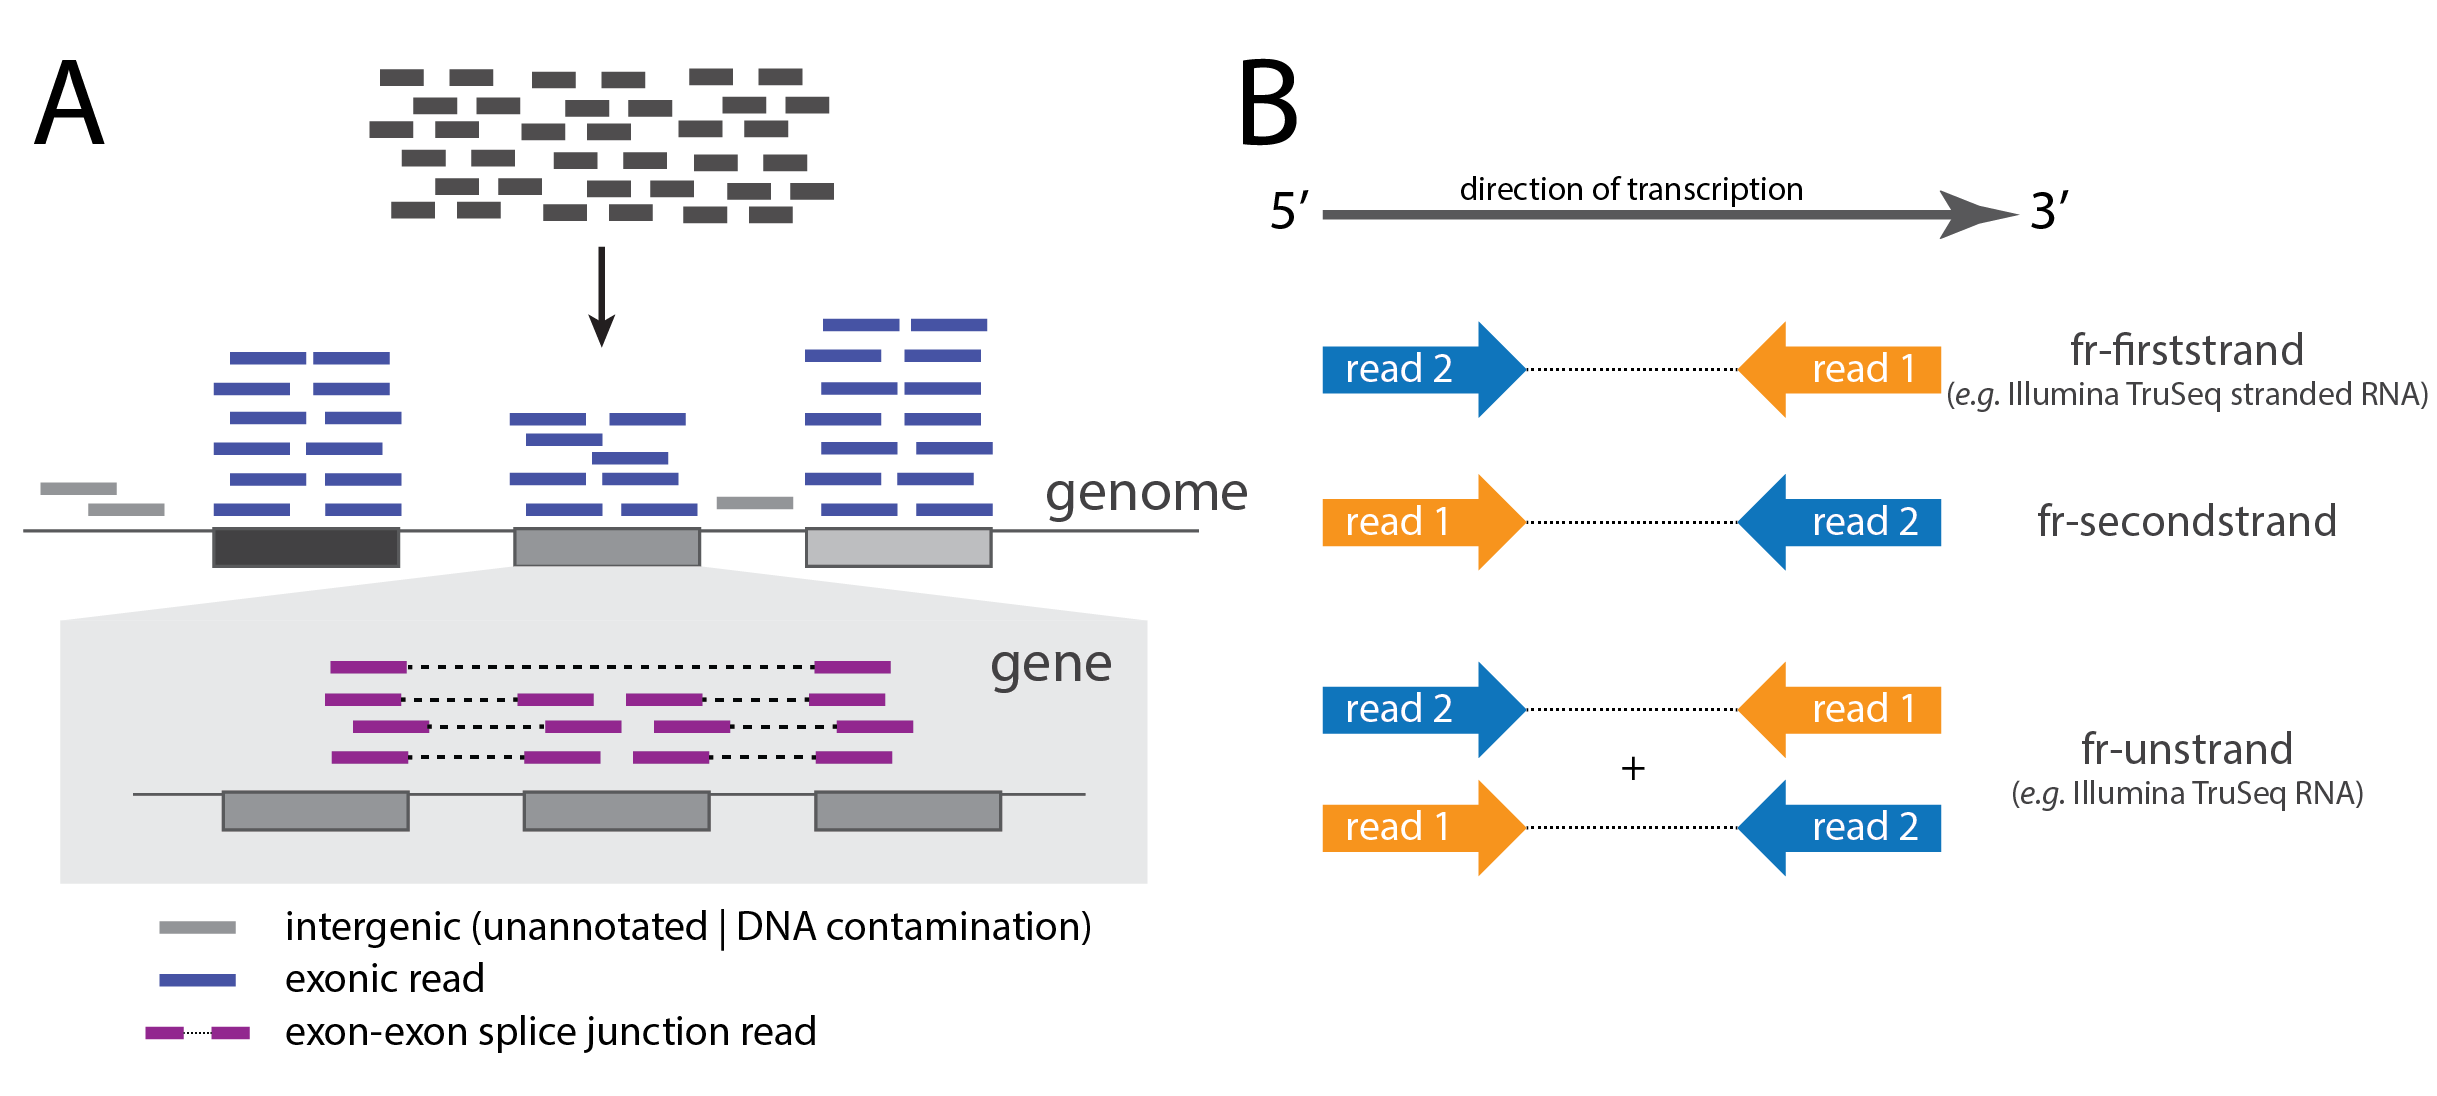 A
genome
gene
intergenic (unannotated | DNA contamination)
exonic read
exon-exon splice junction read
B
direction of transcription
5’ 3’
read 2 read 1
fr-firststrand
(e.g. Illumina TruSeq stranded RNA)
read 1 read 2
fr-secondstrand
read 2 read 1
+
read 1 read 2
fr-unstrand
(e.g. Illumina TruSeq RNA)